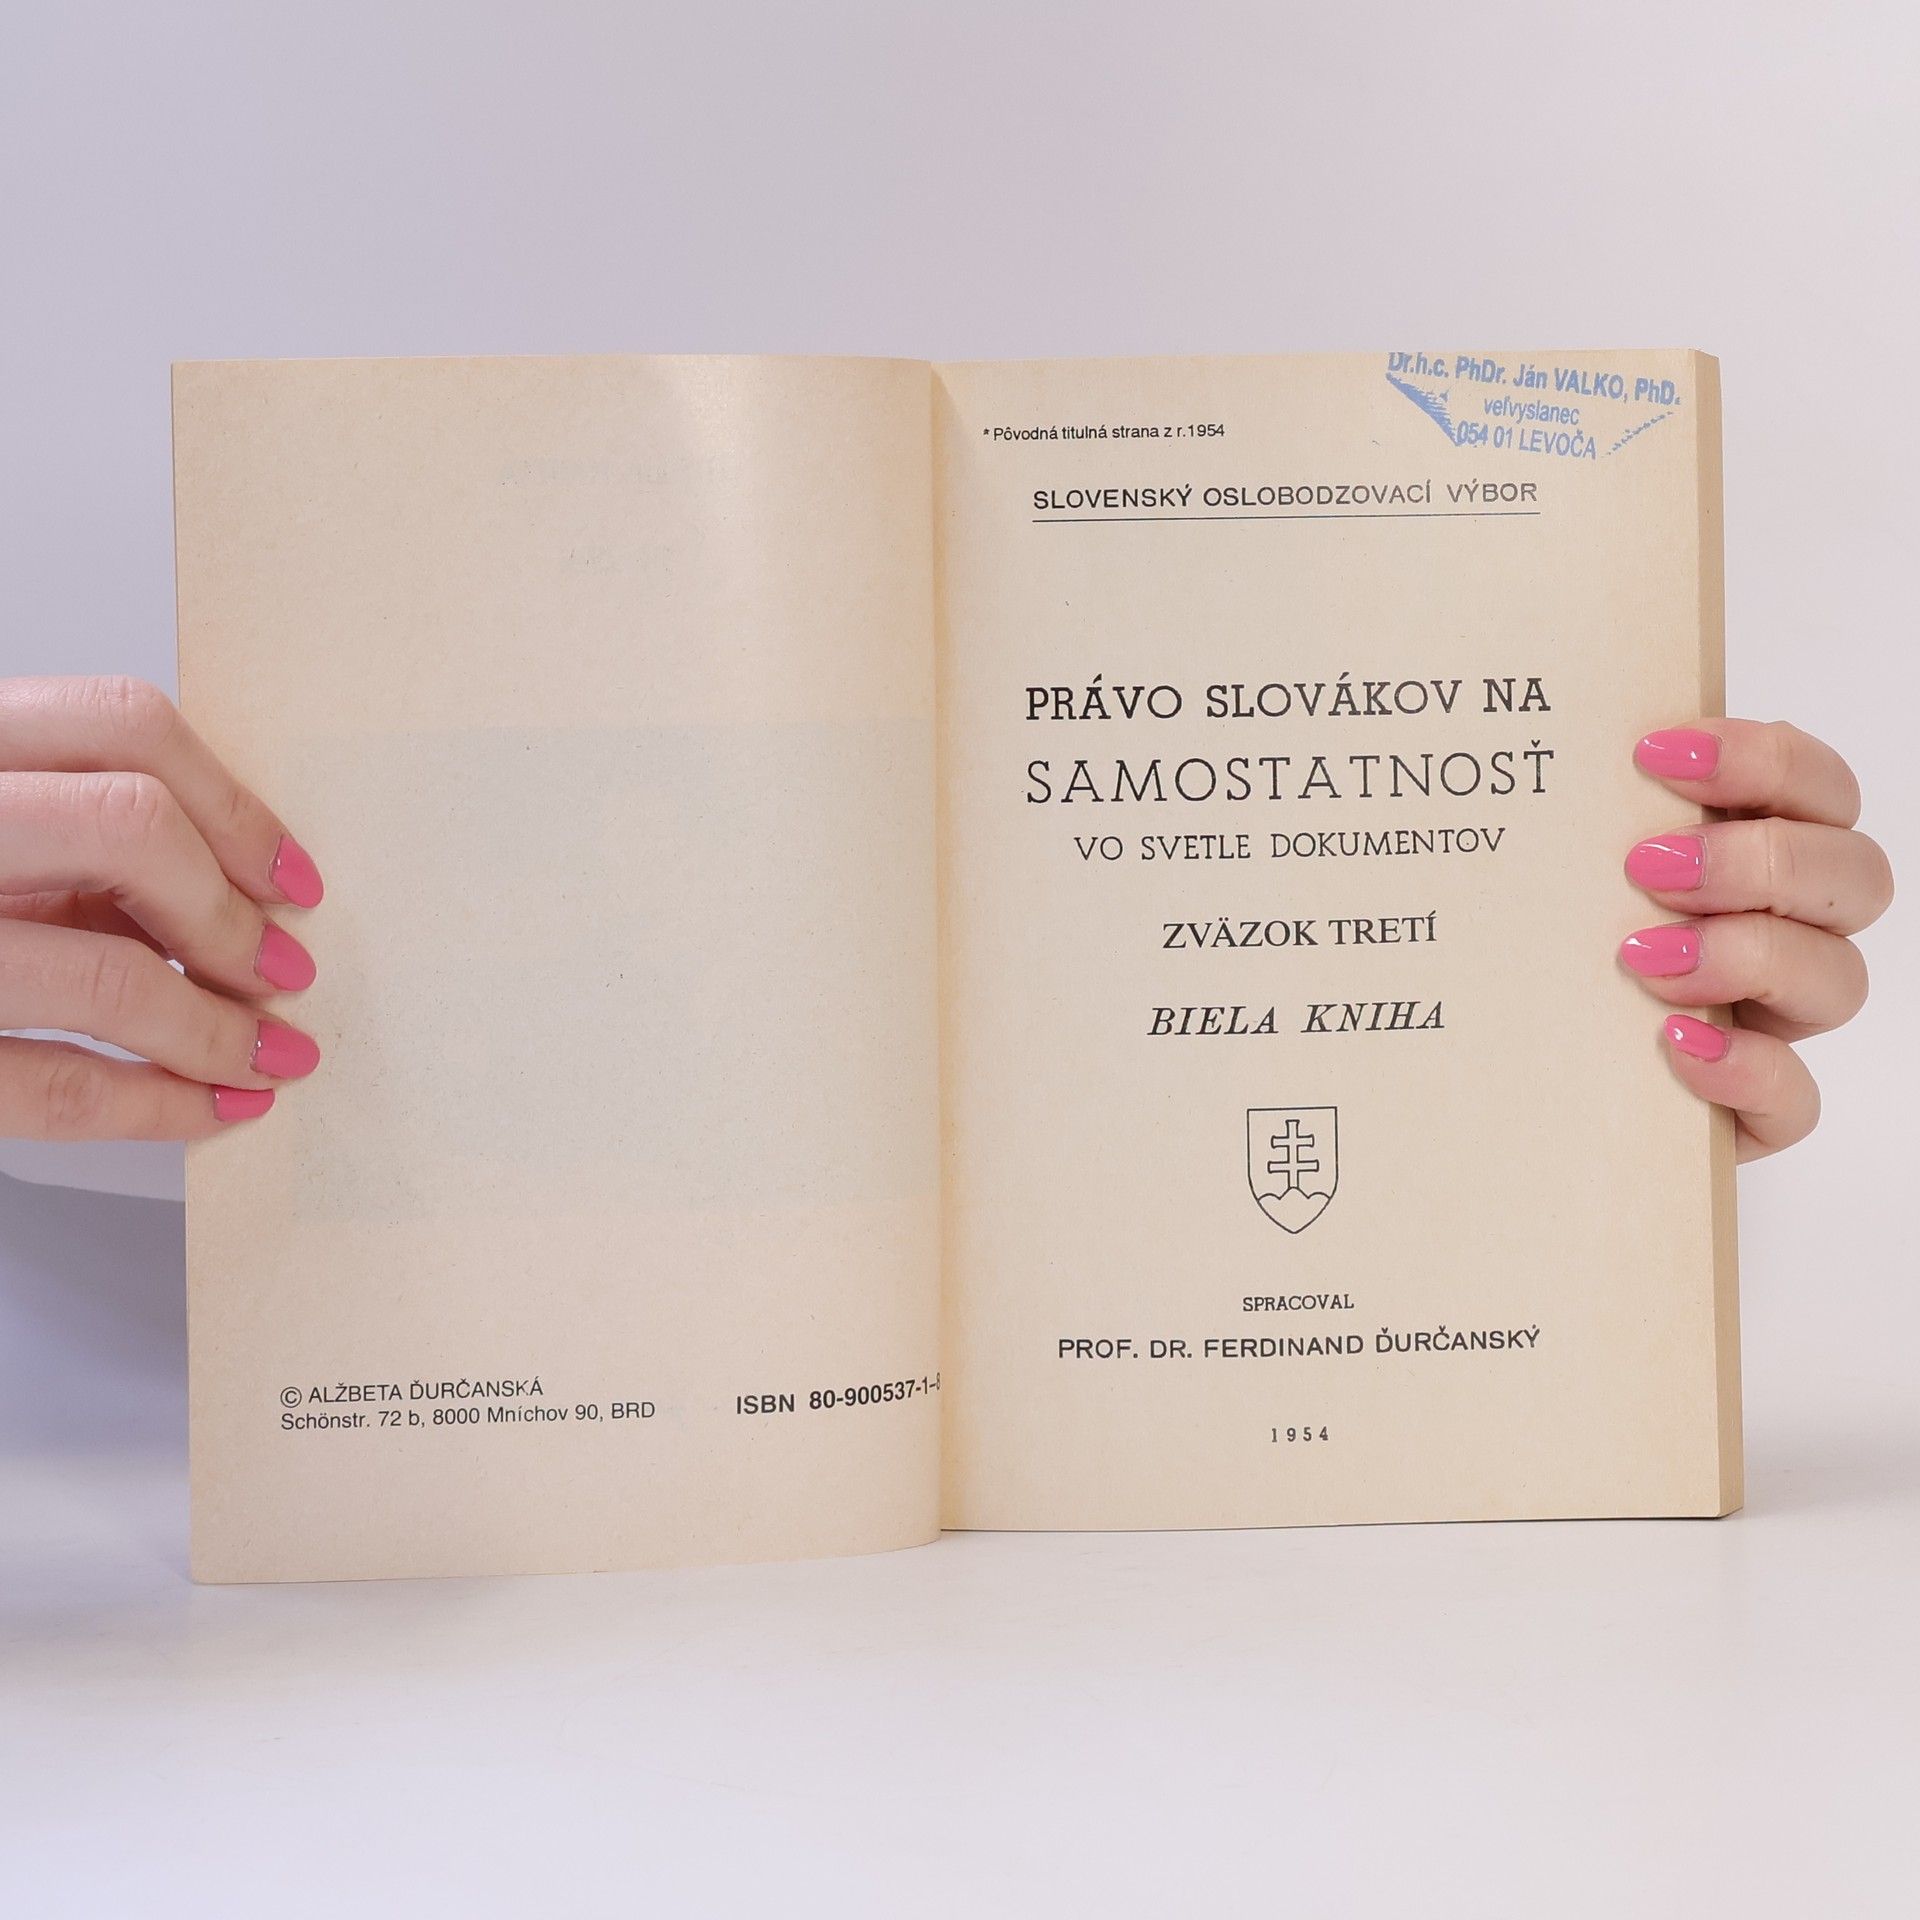 © ALŽBETA ĎURČANSKÁ
Schönstr. 72 b, 8000 Mníchov 90, BRD
ISBN 80-900537-1-8
Dr.h.c. PhDr. Ján VALKO, PhD.
veľvyslanec
054 01 LEVOČA
* Pôvodná titulná strana z r.1954
SLOVENSKÝ OSLOBODZOVACÍ VÝBOR
PRÁVO SLOVÁKOV NA
SAMOSTATNOSŤ
VO SVETLE DOKUMENTOV
ZVÄZOK TRETÍ
BIELA KNIHA
SPRACOVAL
PROF. DR. FERDINAND ĎURČANSKÝ
1954